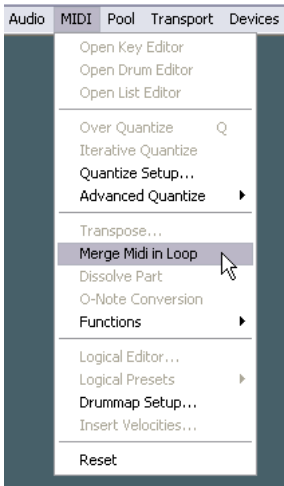 Audio MIDI Pool Transport Devices
Open Key Editor
Open Drum Editor
Open List Editor
Over Quantize Q
Iterative Quantize
Quantize Setup...
Advanced Quantize
Transpose...
Merge Midi in Loop
Dissolve Part
O-Note Conversion
Functions
Logical Editor...
Logical Presets
Drummap Setup...
Insert Velocities...
Reset